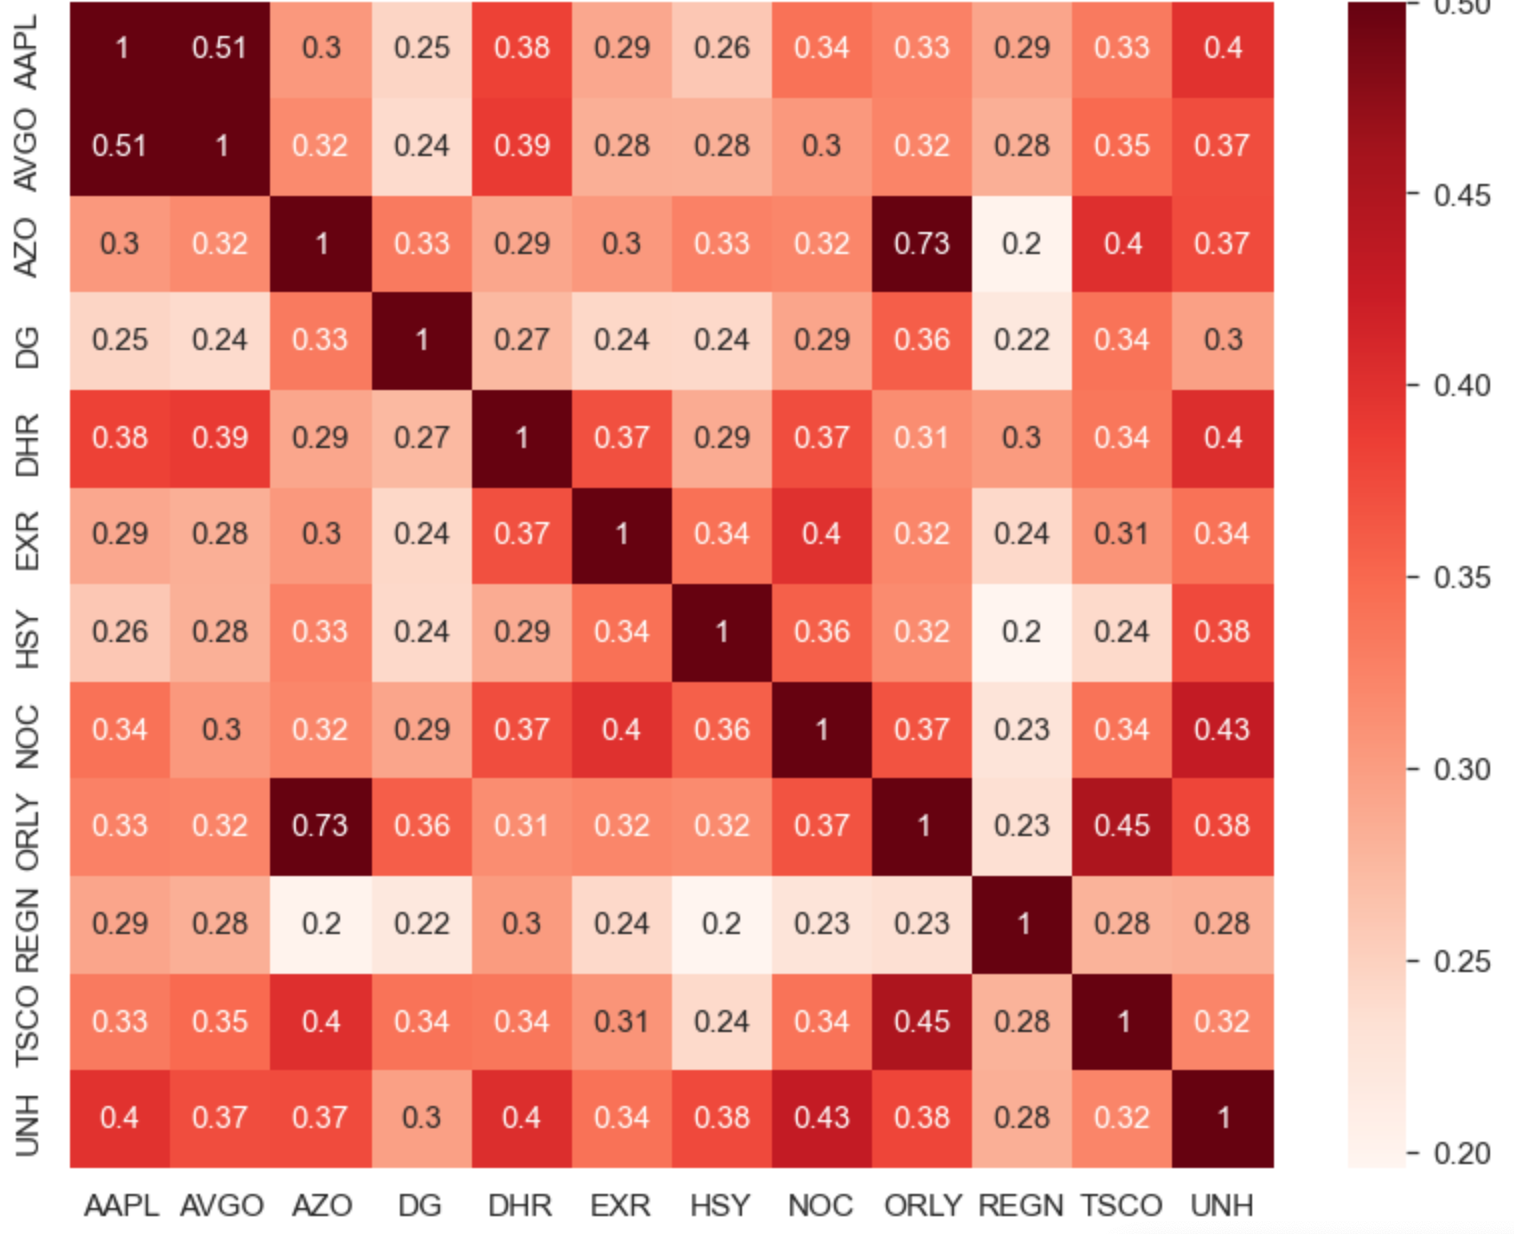 AAPL 1 0.51 0.3 0.25 0.38 0.29 0.26 0.34 0.33 0.29 0.33 0.4
AVGO 0.51 1 0.32 0.24 0.39 0.28 0.28 0.3 0.32 0.28 0.35 0.37
AZO 0.3 0.32 1 0.33 0.29 0.3 0.33 0.32 0.73 0.2 0.4 0.37
DG 0.25 0.24 0.33 1 0.27 0.24 0.24 0.29 0.36 0.22 0.34 0.3
DHR 0.38 0.39 0.29 0.27 1 0.37 0.29 0.37 0.31 0.3 0.34 0.4
EXR 0.29 0.28 0.3 0.24 0.37 1 0.34 0.4 0.32 0.24 0.31 0.34
HSY 0.26 0.28 0.33 0.24 0.29 0.34 1 0.36 0.32 0.2 0.24 0.38
NOC 0.34 0.3 0.32 0.29 0.37 0.4 0.36 1 0.37 0.23 0.34 0.43
ORLY 0.33 0.32 0.73 0.36 0.31 0.32 0.32 0.37 1 0.23 0.45 0.38
REGN 0.29 0.28 0.2 0.22 0.3 0.24 0.2 0.23 0.23 1 0.28 0.28
TSCO 0.33 0.35 0.4 0.34 0.34 0.31 0.24 0.34 0.45 0.28 1 0.32
UNH 0.4 0.37 0.37 0.3 0.4 0.34 0.38 0.43 0.38 0.28 0.32 1
AAPL AVGO AZO DG DHR EXR HSY NOC ORLY REGN TSCO UNH
0.50
0.45
0.40
0.35
0.30
0.25
0.20